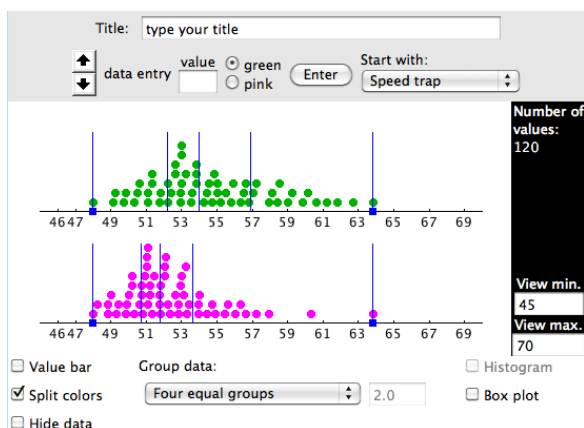 Title: type your title
value green Start with:
data entry pink Enter Speed trap
Number of
values:
120
46 47 49 51 53 55 57 59 61 63 65 67 69
46 47 49 51 53 55 57 59 61 63 65 67 69
View min.
45
View max.
70
Value bar Group data: Histogram
Split colors Four equal groups 2.0 Box plot
Hide data